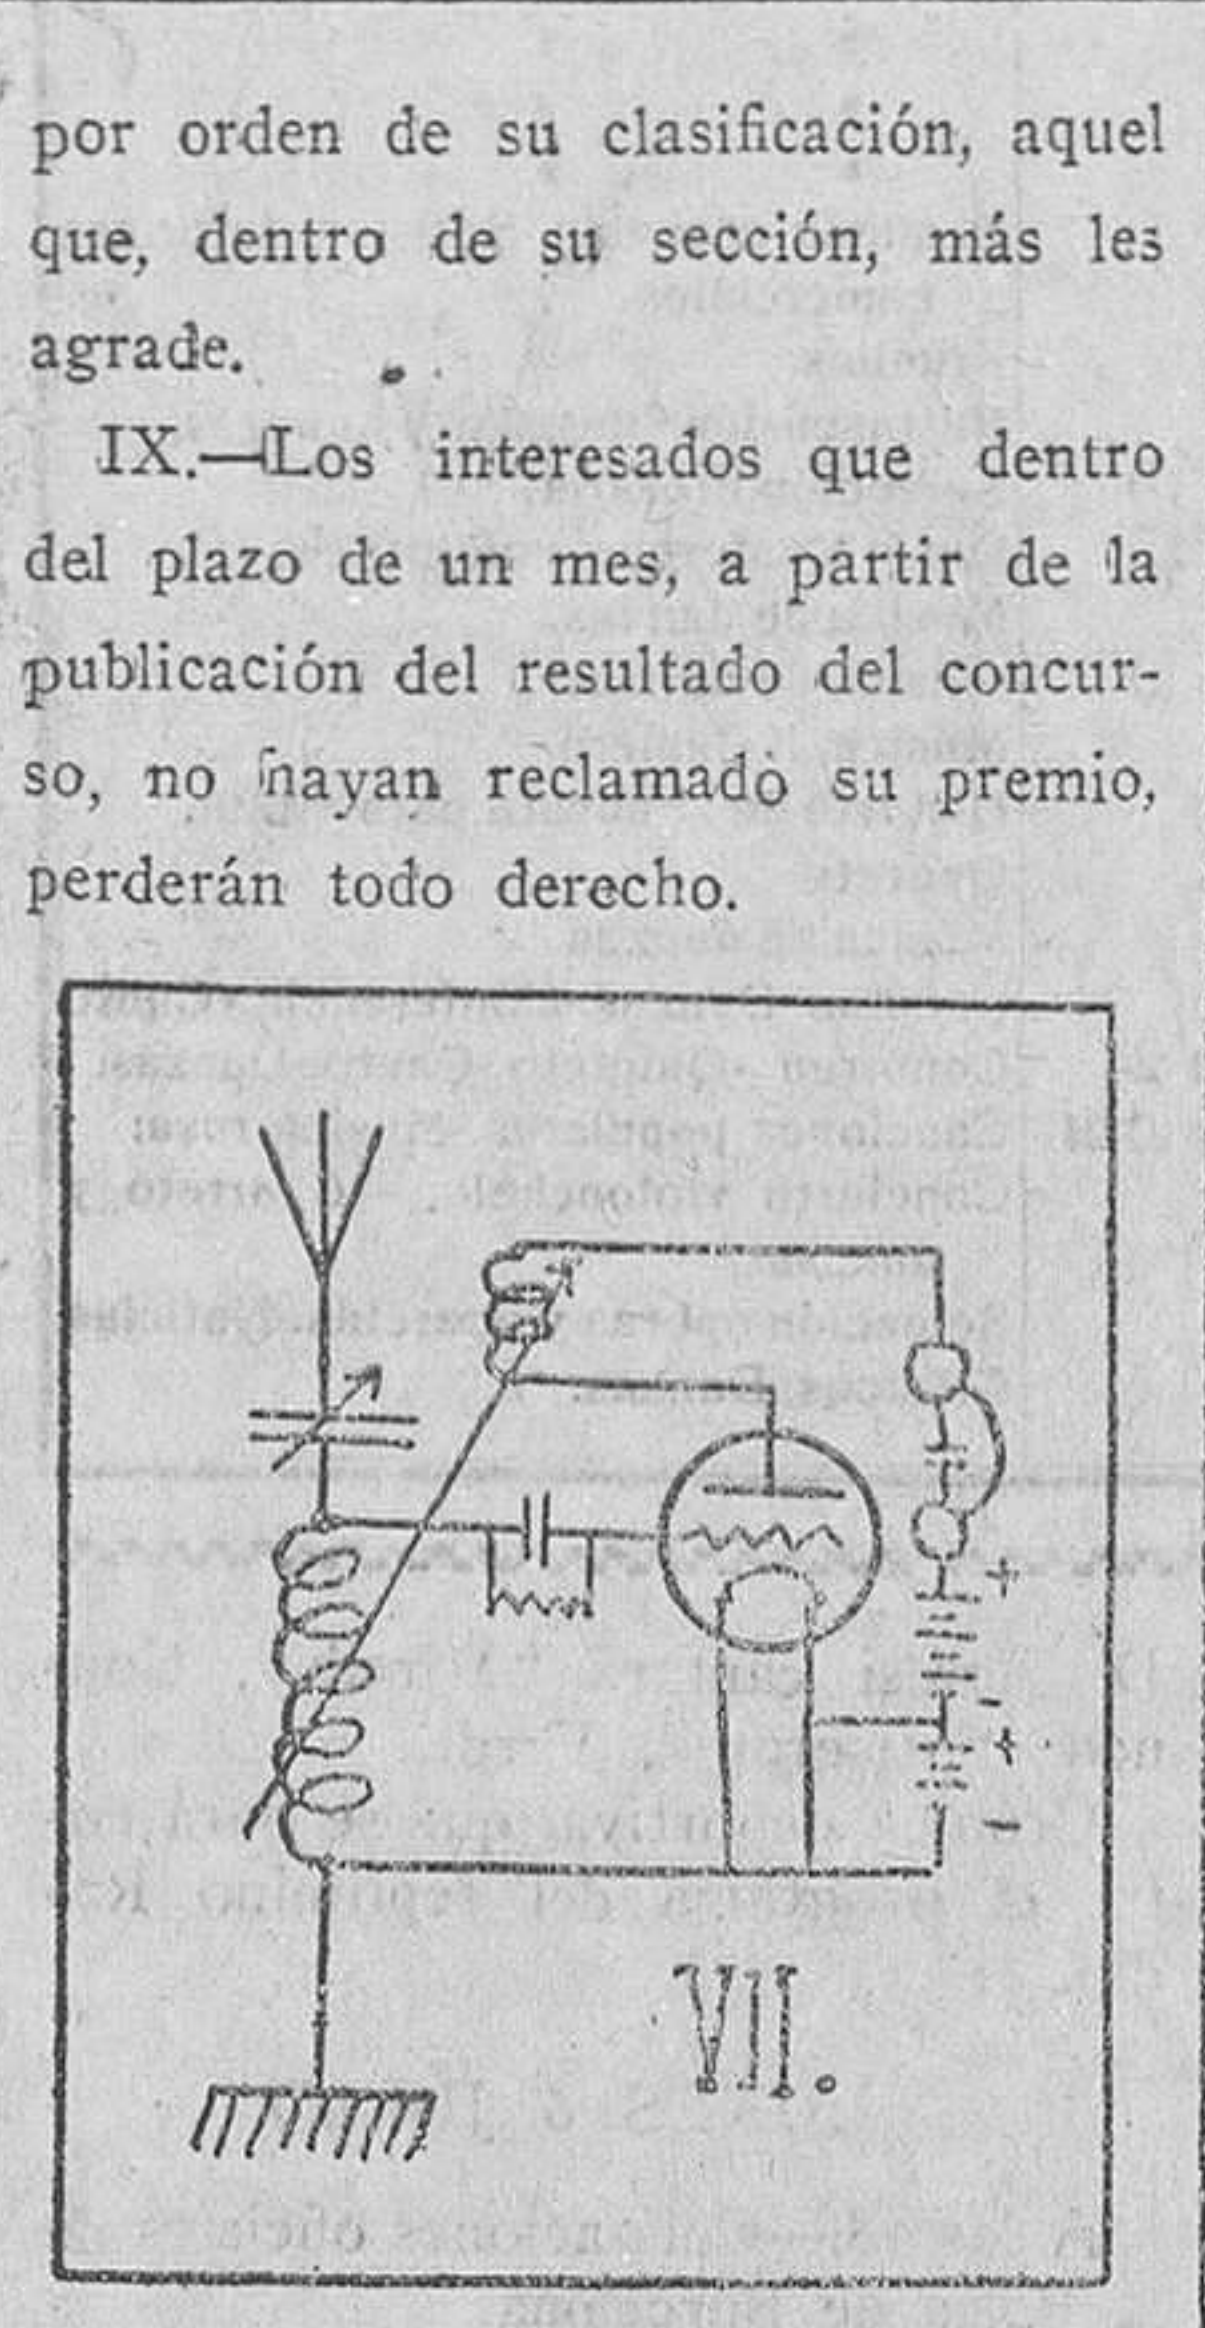 por orden de su clasificación, aquel
que, dentro de su sección, más les
agrade.
IX.—Los interesados que dentro
del plazo de un mes, a partir de la
publicación del resultado del concur-
so, no hayan reclamado su premio,
perderán todo derecho.
+
-
+
-
VII.